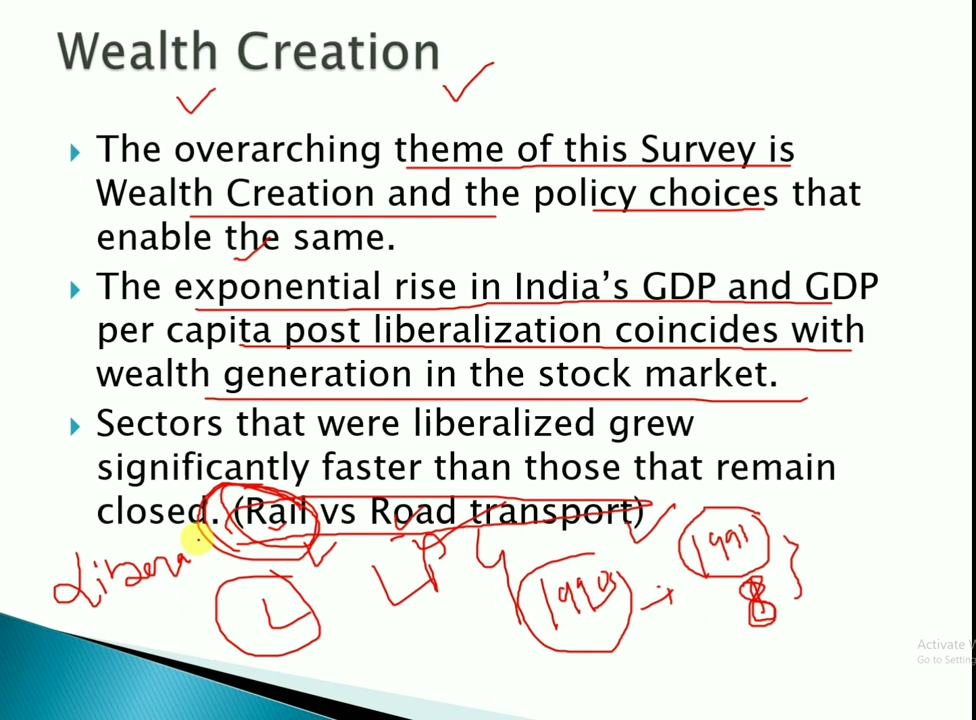 Wealth Creation
The overarching theme of this Survey is
Wealth Creation and the policy choices that
enable the same.
The exponential rise in India's GDP and GDP
per capita post liberalization coincides with
wealth generation in the stock market.
Sectors that were liberalized grew
significantly faster than those that remain
closed. (Rail vs Road transport)
Libera
L
LPG
1990s
1991
Activate
Go to Setting